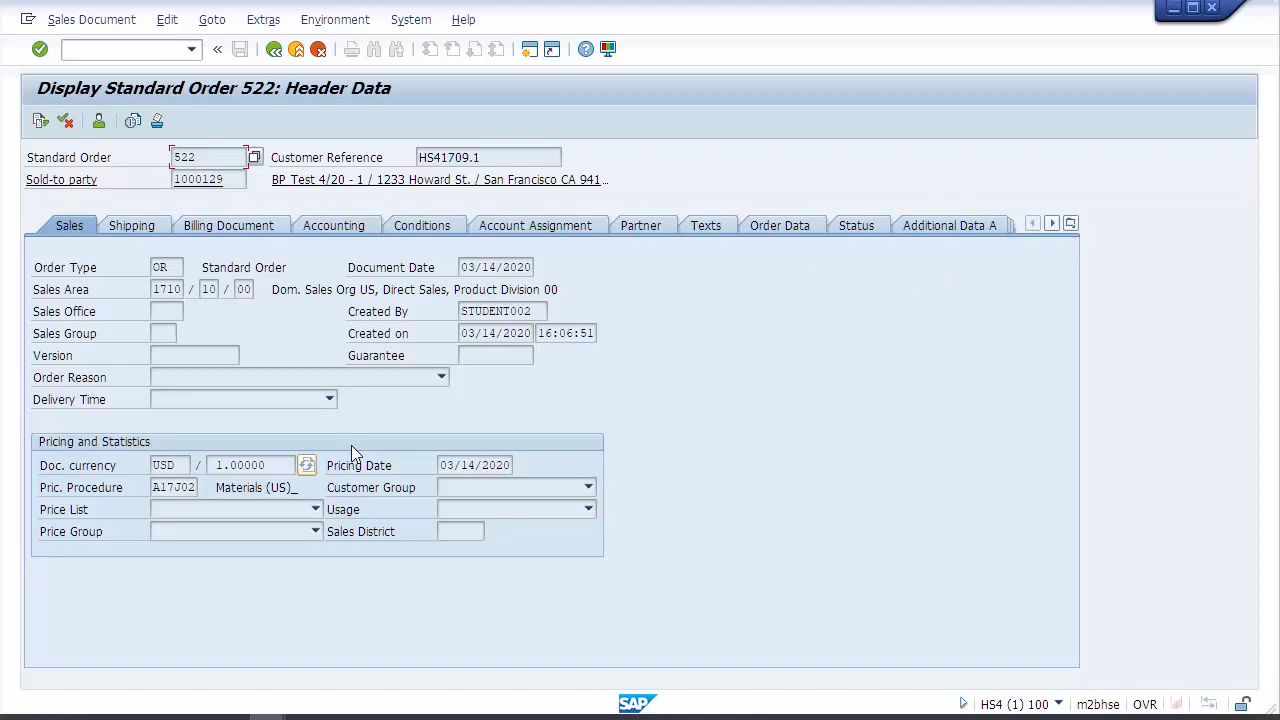 Sales Document Edit Goto Extras Environment System Help
Display Standard Order 522: Header Data
Standard Order 522 Customer Reference HS41709.1
Sold-to party 1000129 BP Test 4/20 - 1 / 1233 Howard St. / San Francisco CA 941...
Sales Shipping Billing Document Accounting Conditions Account Assignment Partner Texts Order Data Status Additional Data A
Order Type OR Standard Order Document Date 03/14/2020
Sales Area 1710 / 10 / 00 Dom. Sales Org US, Direct Sales, Product Division 00
Sales Office Created By STUDENT002
Sales Group Created on 03/14/2020 16:06:51
Version Guarantee
Order Reason
Delivery Time
Pricing and Statistics
Doc. currency USD / 1.00000 Pricing Date 03/14/2020
Pric. Procedure A17J02 Materials (US)_ Customer Group
Price List Usage
Price Group Sales District
SAP HS4 (1) 100 m2bhse OVR